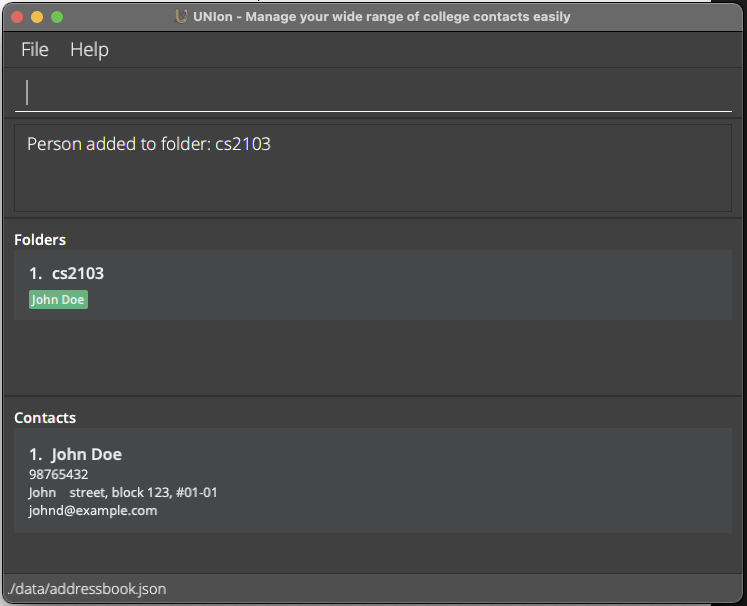 UNIon - Manage your wide range of college contacts easily
File Help
Person added to folder: cs2103
Folders
1. cs2103
John Doe
Contacts
1. John Doe
98765432
John street, block 123, #01-01
johnd@example.com
./data/addressbook.json